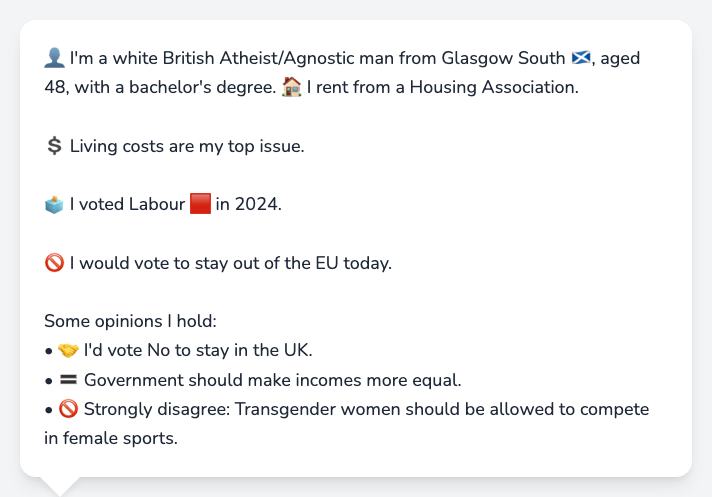 👤 I'm a white British Atheist/Agnostic man from Glasgow South 🏴󠁧󠁢󠁳󠁣󠁴󠁿, aged
48, with a bachelor's degree. 🏠 I rent from a Housing Association.
💲 Living costs are my top issue.
🗳️ I voted Labour 🟥 in 2024.
🚫 I would vote to stay out of the EU today.
Some opinions I hold:
• 🤝 I'd vote No to stay in the UK.
• 🟰 Government should make incomes more equal.
• 🚫 Strongly disagree: Transgender women should be allowed to compete
in female sports.